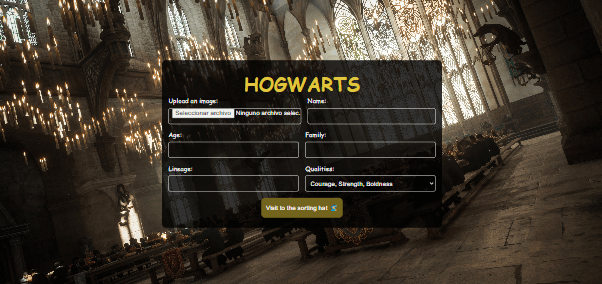 HOGWARTS
Upload an image: Name:
Seleccionar archivo Ninguno archivo selec.
Age: Family:
Lineage: Qualities:
Courage, Strength, Boldness
Visit to the sorting hat